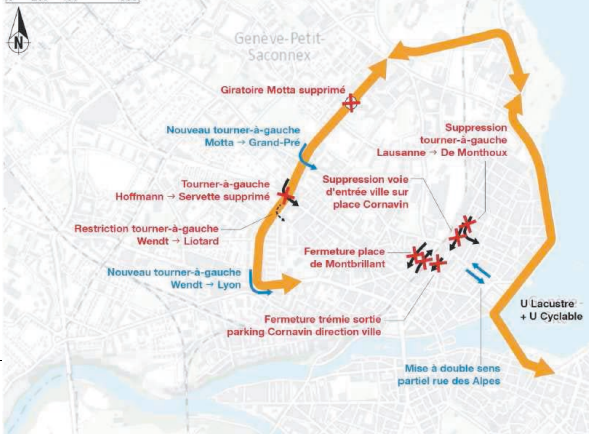 N
Genève-Petit-
Saconnex
Giratoire Motta supprimé
Nouveau tourner-à-gauche
Motta → Grand-Pré
Suppression
tourner-à-gauche
Lausanne → De Monthoux
Tourner-à-gauche
Hoffmann → Servette supprimé
Suppression voie
d'entrée ville sur
place Cornavin
Restriction tourner-à-gauche
Wendt → Liotard
Fermeture place
de Montbrillant
Nouveau tourner-à-gauche
Wendt → Lyon
U Lacustre
+ U Cyclable
Fermeture trémie sortie
parking Cornavin direction ville
Mise à double sens
partiel rue des Alpes